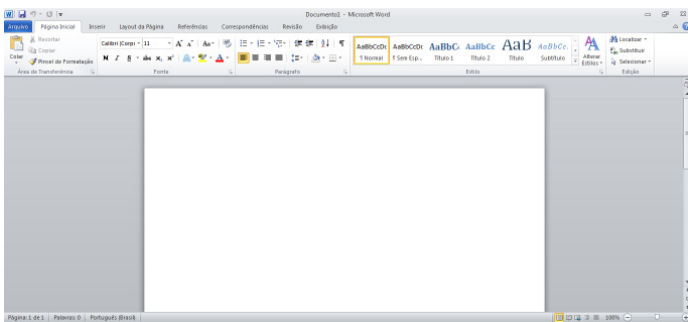 Documento1 - Microsoft Word
Arquivo Página Inicial Inserir Layout da Página Referências Correspondências Revisão Exibição
Colar
Recortar
Copiar
Pincel de Formatação
Área de Transferência
Calibri (Corpo 11
N I S abc x₂ x² A A
Fonte
Parágrafo
AaBbCcDc AaBbCcDc AaBbC AaBbCc AaB AaBbCc.
¶ Normal ¶ Sem Esp... Título 1 Título 2 Título Subtítulo
Alterar
Estilos
Estilo
Localizar
Substituir
Selecionar
Edição
Página: 1 de 1 Palavras: 0 Português (Brasil) 100%